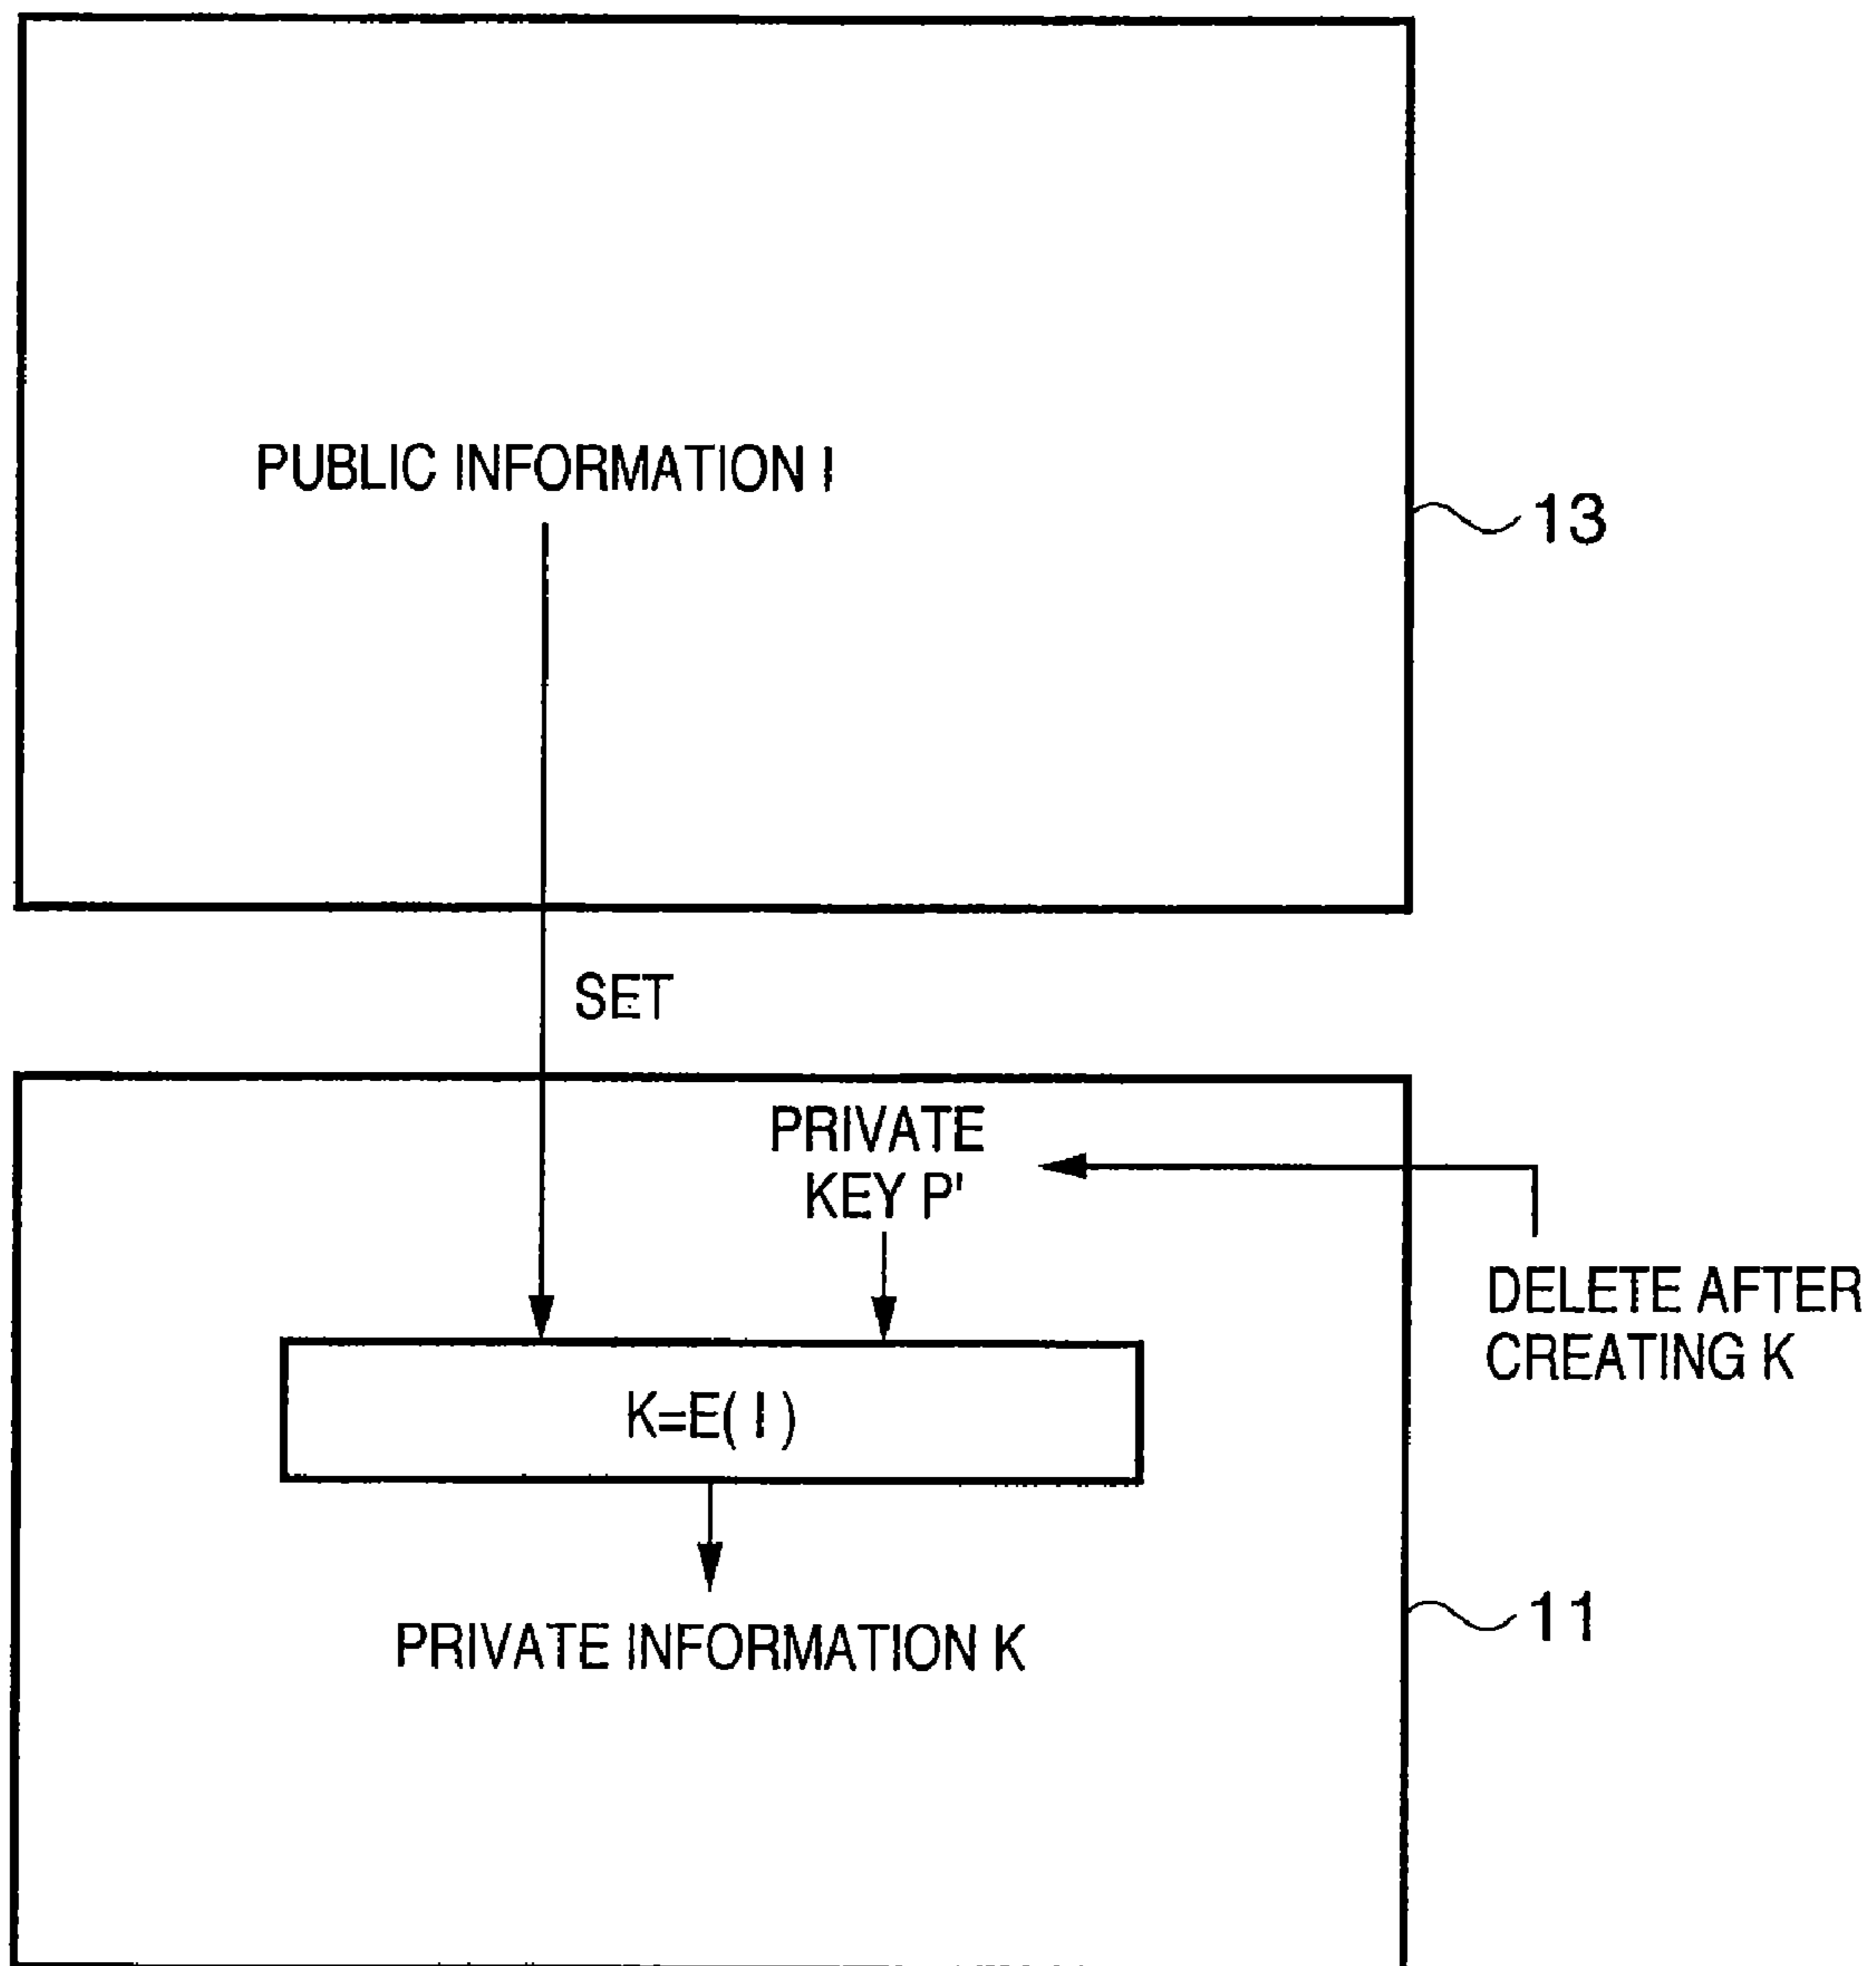 PUBLIC INFORMATION I
13
SET
PRIVATE
KEY P'
DELETE AFTER
CREATING K
K=E( I )
11
PRIVATE INFORMATION K